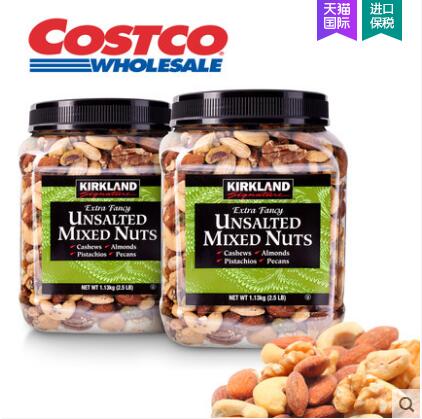 COSTCO
WHOLESALE
天猫
国际
进口
保税
KIRKLAND
Signature
Extra Fancy
UNSALTED
MIXED NUTS
Cashews Almonds
Pistachios Pecans
NET WT 1.13kg (2.5 LB)
KIRKLAND
Signature
Extra Fancy
UNSALTED
MIXED NUTS
Cashews Almonds
Pistachios Pecans
NET WT 1.13kg (2.5 LB)